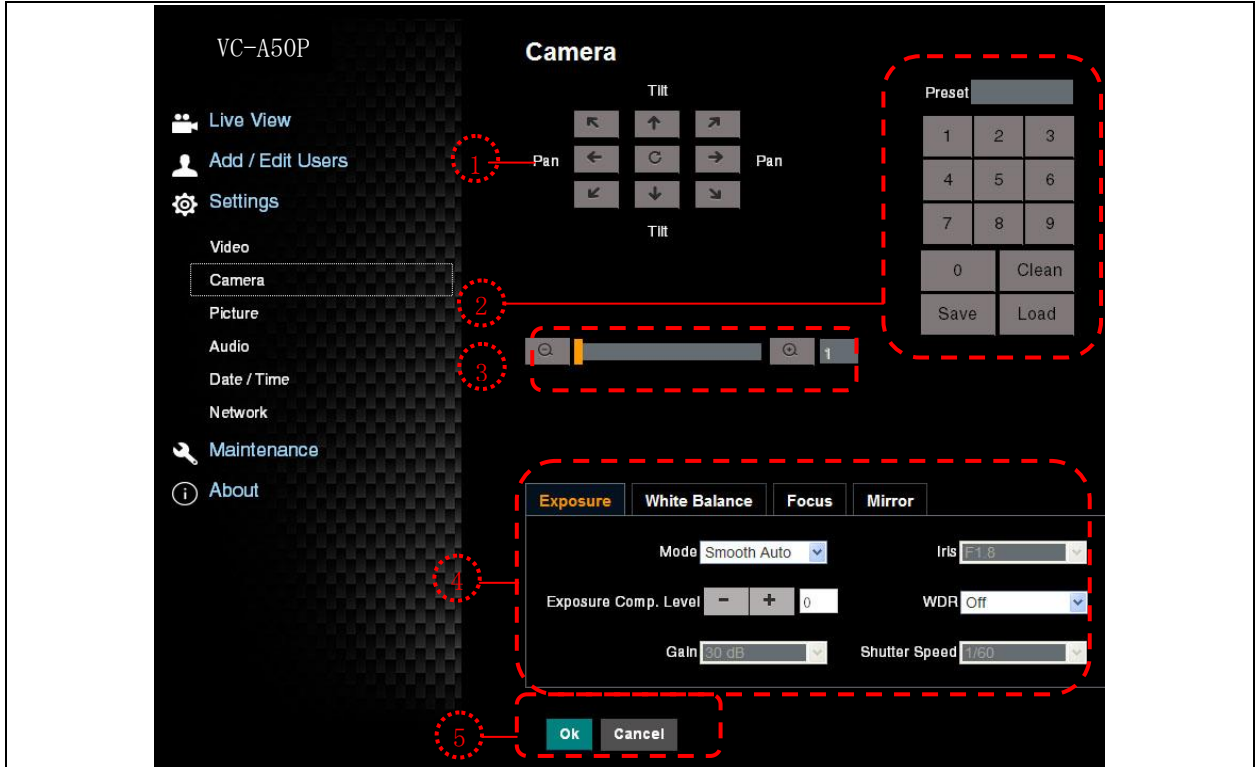 VC-A50P
Live View
Add / Edit Users
Settings
Video
Camera
Picture
Audio
Date / Time
Network
Maintenance
About
Camera
Tilt
1
Pan
Pan
Tilt
2
Preset
1 2 3
4 5 6
7 8 9
0 Clean
Save Load
3
1
4
Exposure White Balance Focus Mirror
Mode Smooth Auto Iris F1.8
Exposure Comp. Level - + 0 WDR Off
Gain 30 dB Shutter Speed 1/60
5
Ok Cancel